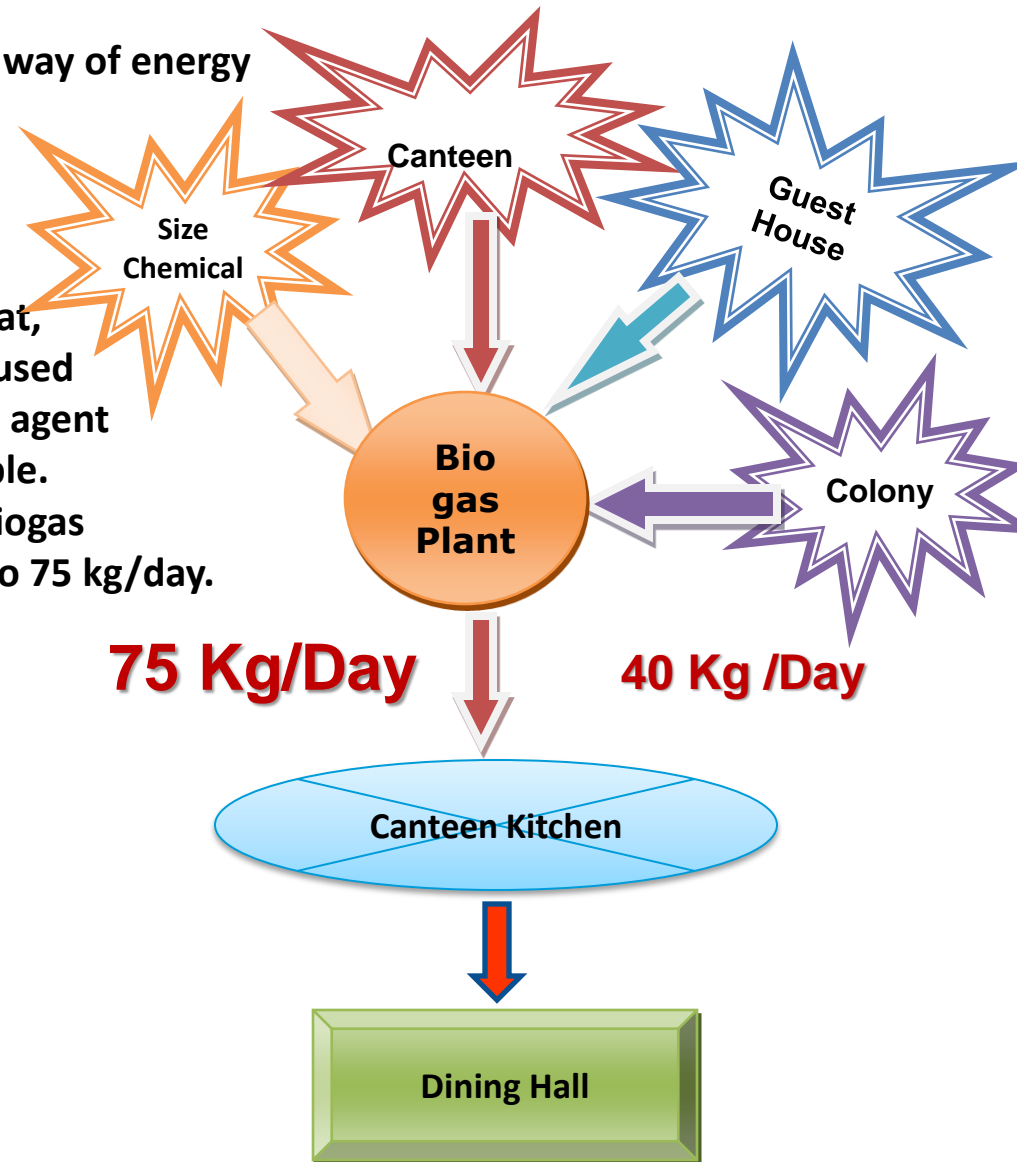 way of energy
Canteen
Guest
House
Size
Chemical
at,
used
agent
ble.
iogas
o 75 kg/day.
Colony
Bio
gas
Plant
75 Kg/Day
40 Kg /Day
Canteen Kitchen
Dining Hall